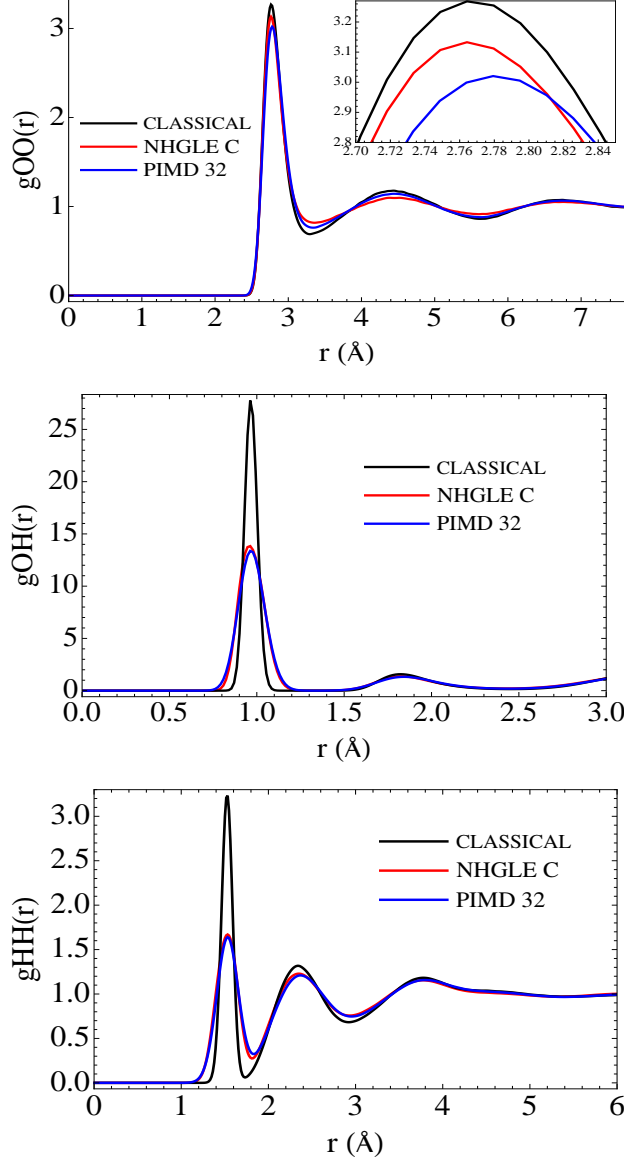 gOO(r)
3
2
1
0
CLASSICAL
NHGLE C
PIMD 32
3.2
3.1
3.0
2.9
2.8
2.70 2.72 2.74 2.76 2.78 2.80 2.82 2.84
0 1 2 3 4 5 6 7
r (Å)
gOH(r)
25
20
15
10
5
0
CLASSICAL
NHGLE C
PIMD 32
0.0 0.5 1.0 1.5 2.0 2.5 3.0
r (Å)
gHH(r)
3.0
2.5
2.0
1.5
1.0
0.5
0.0
CLASSICAL
NHGLE C
PIMD 32
0 1 2 3 4 5 6
r (Å)